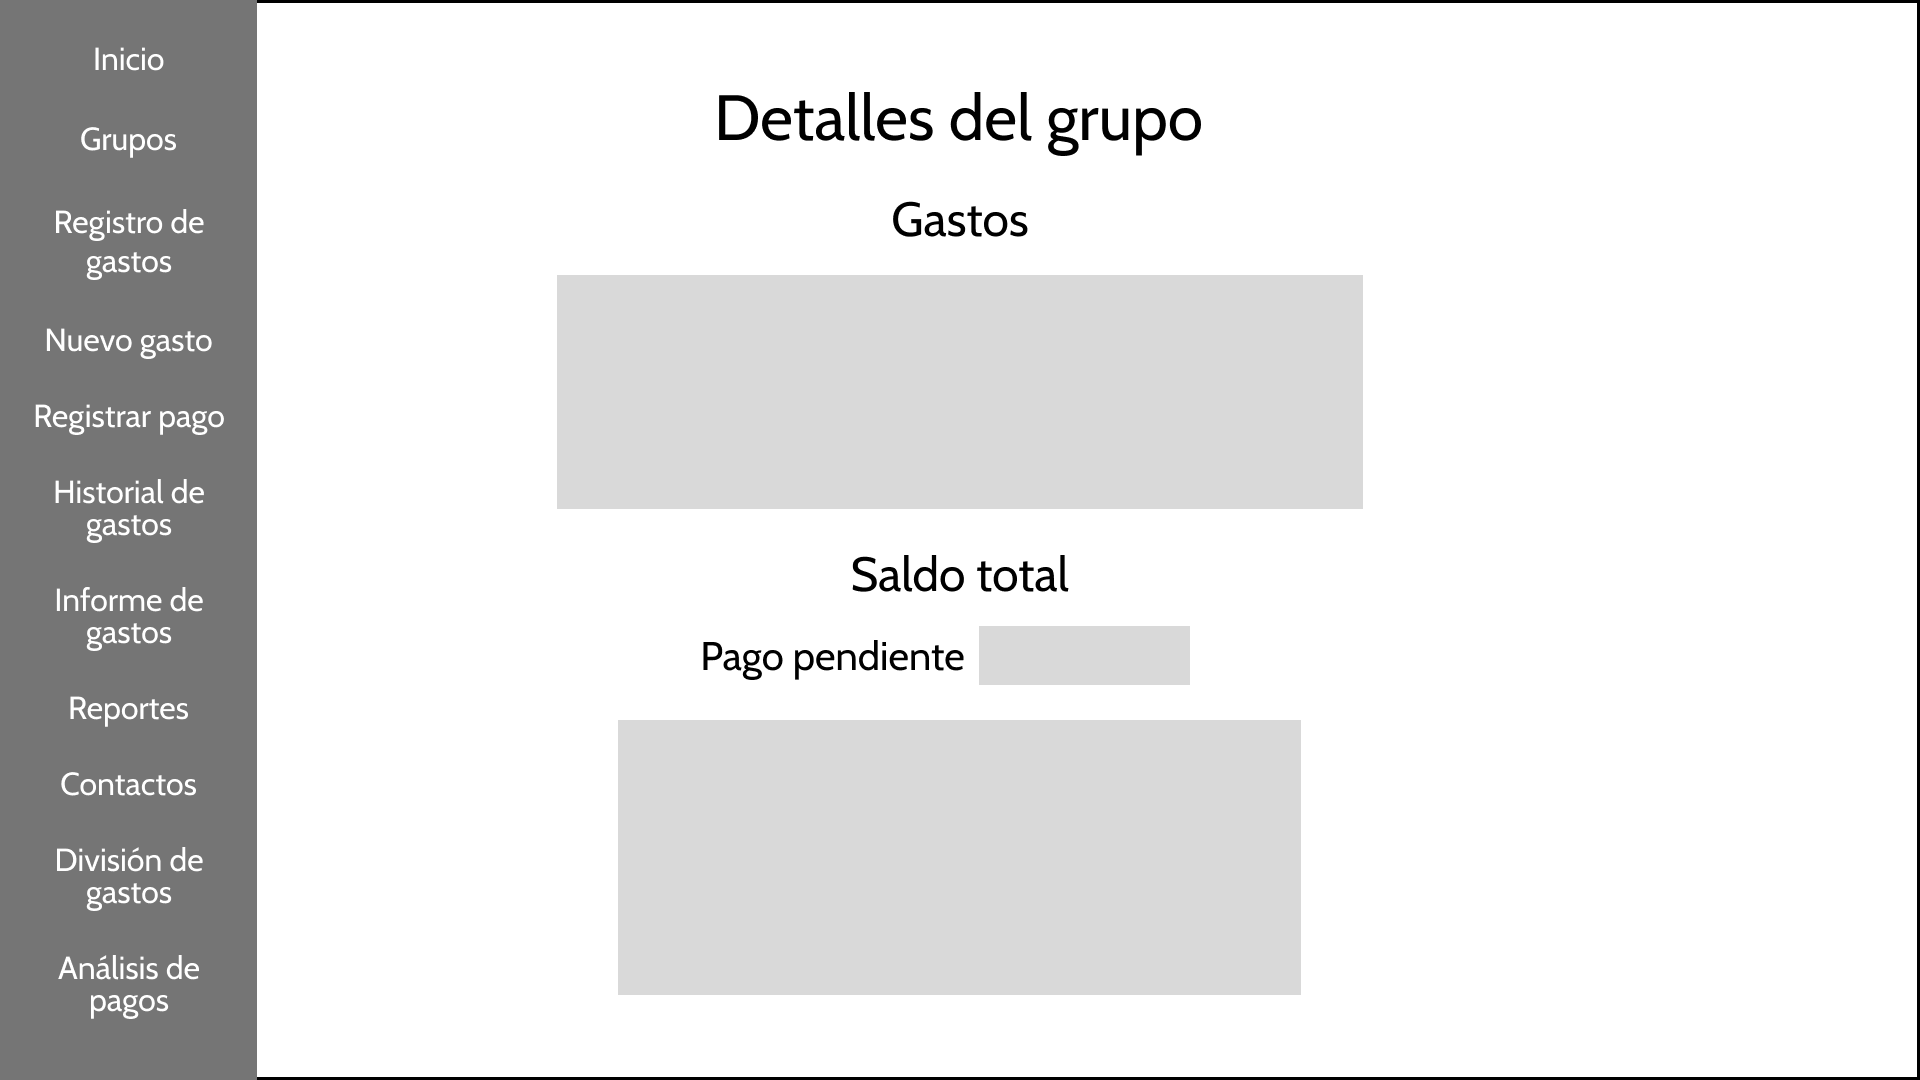 Inicio
Grupos
Registro de
gastos
Nuevo gasto
Registrar pago
Historial de
gastos
Informe de
gastos
Reportes
Contactos
División de
gastos
Análisis de
pagos
Detalles del grupo
Gastos
Saldo total
Pago pendiente